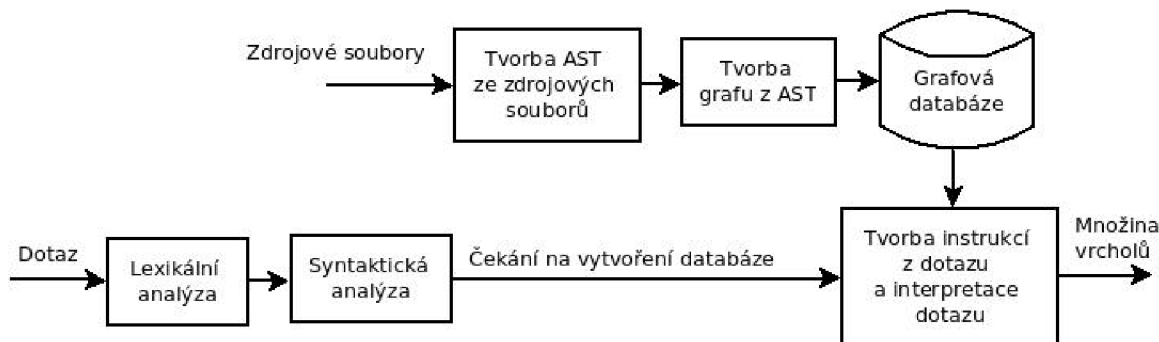 Zdrojové soubory
Tvorba AST
ze zdrojových
souborů
Tvorba
grafu z AST
Grafová
databáze
Dotaz
Lexikální
analýza
Syntaktická
analýza
Čekání na vytvoření databáze
Tvorba instrukcí
z dotazu
a interpretace
dotazu
Množina
vrcholů